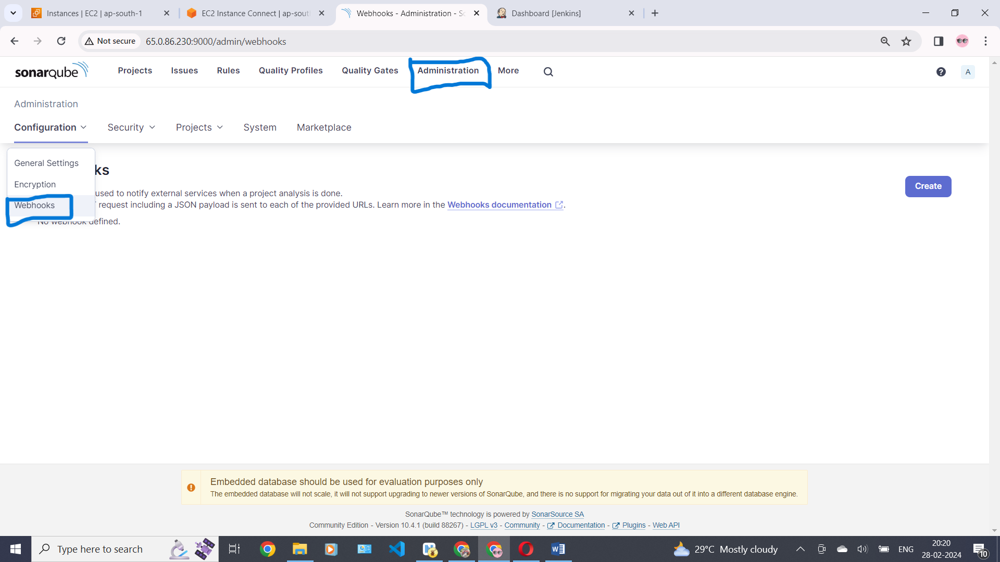 Instances | EC2 | ap-south-1
EC2 Instance Connect | ap-sout
Webhooks - Administration - S
Dashboard [Jenkins]
Not secure
65.0.86.230:9000/admin/webhooks
sonarqube
Projects
Issues
Rules
Quality Profiles
Quality Gates
Administration
More
A
Administration
Configuration
Security
Projects
System
Marketplace
General Settings
Encryption
Webhooks
ks
Create
used to notify external services when a project analysis is done.
request including a JSON payload is sent to each of the provided URLs. Learn more in the Webhooks documentation.
No webhook defined.
Embedded database should be used for evaluation purposes only
The embedded database will not scale, it will not support upgrading to newer versions of SonarQube, and there is no support for migrating your data out of it into a different database engine.
SonarQube™ technology is powered by SonarSource SA
Community Edition - Version 10.4.1 (build 88267) - LGPL v3 - Community - Documentation - Plugins - Web API
Type here to search
29°C Mostly cloudy
ENG
20:20
28-02-2024
10